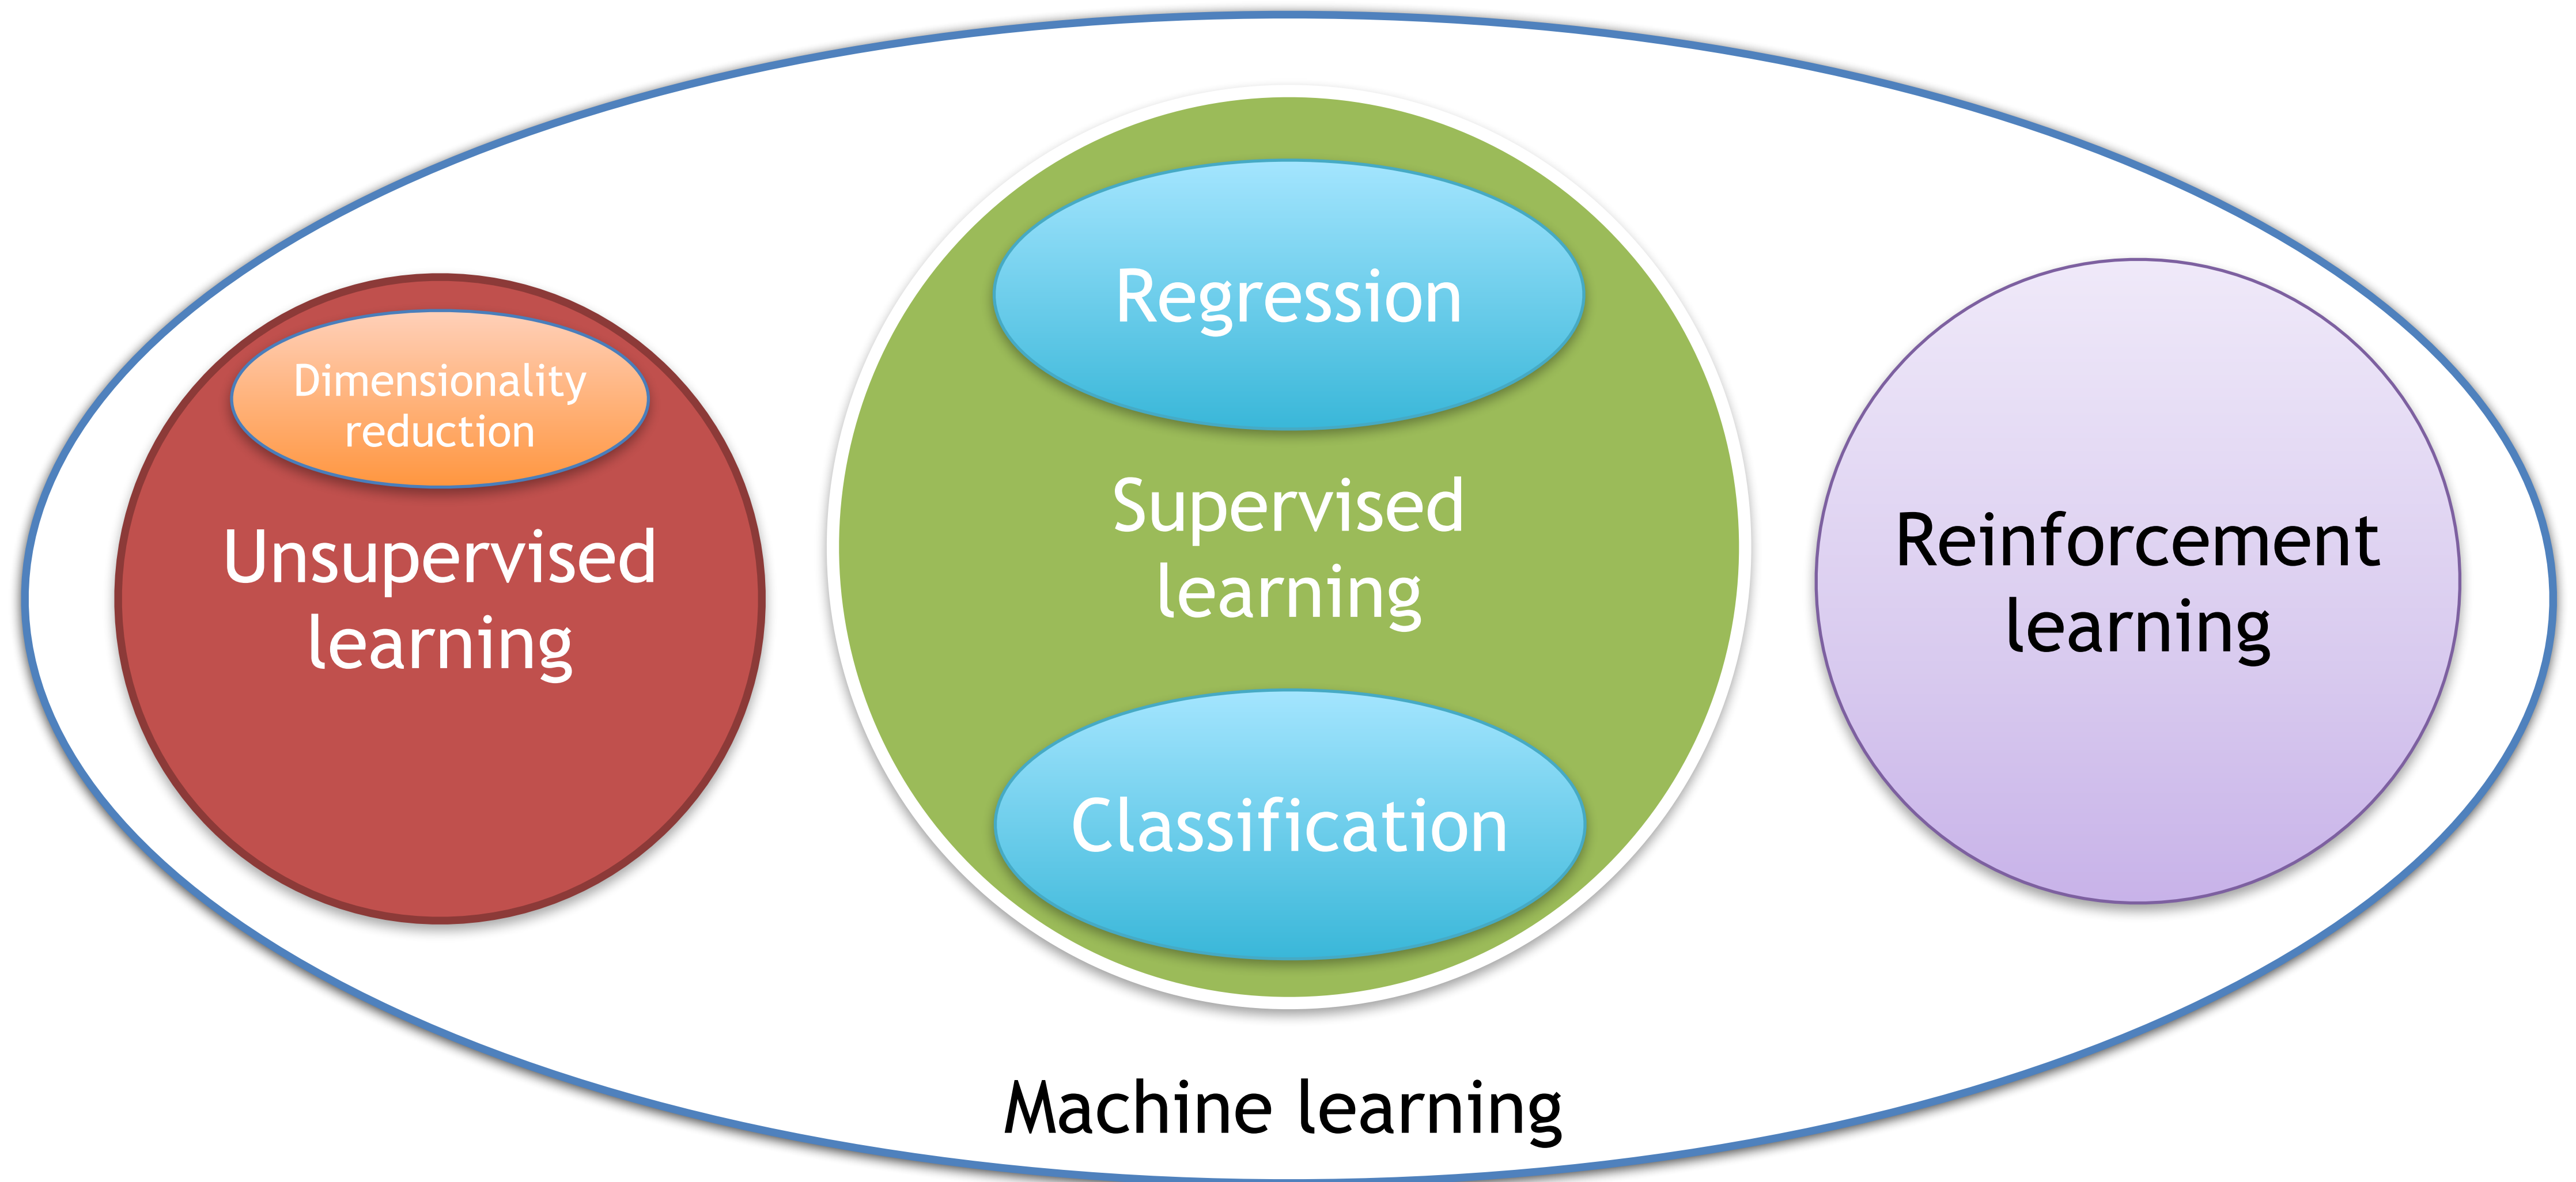 Dimensionality
reduction
Unsupervised
learning
Regression
Supervised
learning
Classification
Reinforcement
learning
Machine learning